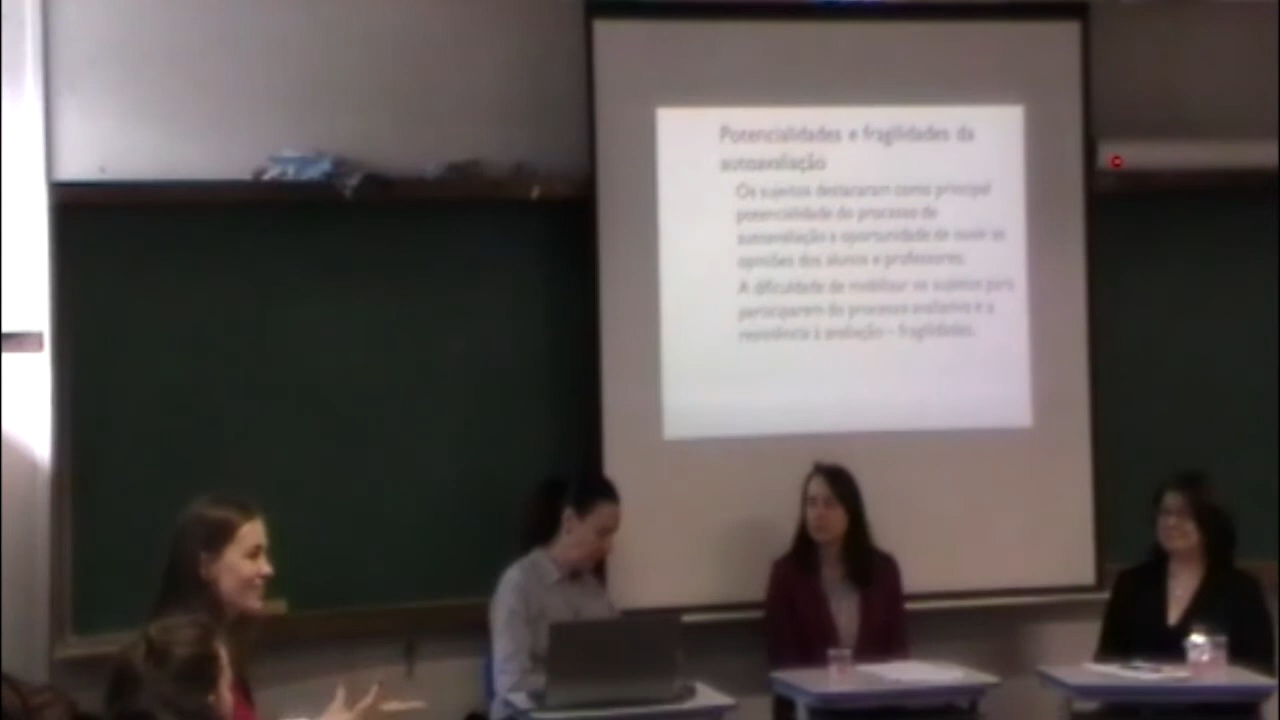 Potencialidades e fragilidades da
autoavaliação
Os sujeitos destacaram como principal
potencialidade do processo de
autoavaliação a oportunidade de ouvir as
opniões dos alunos e professores.
A dificuldade de mobilizar os sujeitos para
participarem do processo avaliativo e a
resistência à avaliação – fragilidades.